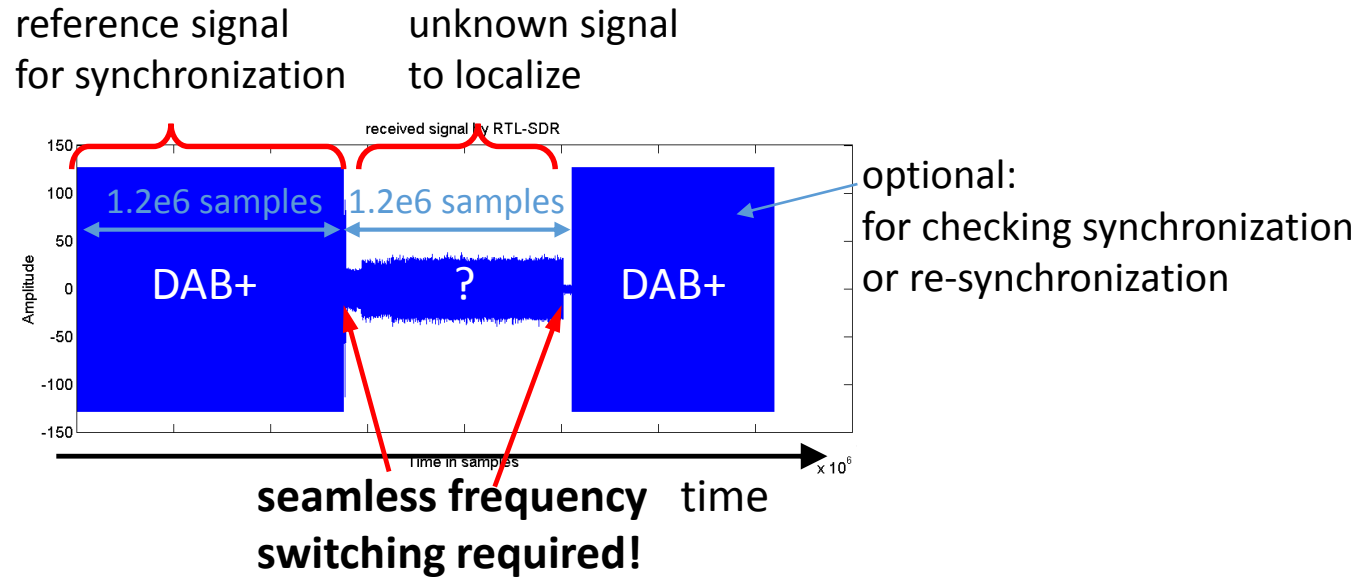 reference signal
for synchronization
unknown signal
to localize
received signal by RTL-SDR
150
100
50
0
-50
-100
-150
Amplitude
1.2e6 samples
1.2e6 samples
DAB+
?
DAB+
optional:
for checking synchronization
or re-synchronization
Time in samples
x 10^6
seamless frequency
switching required!
time